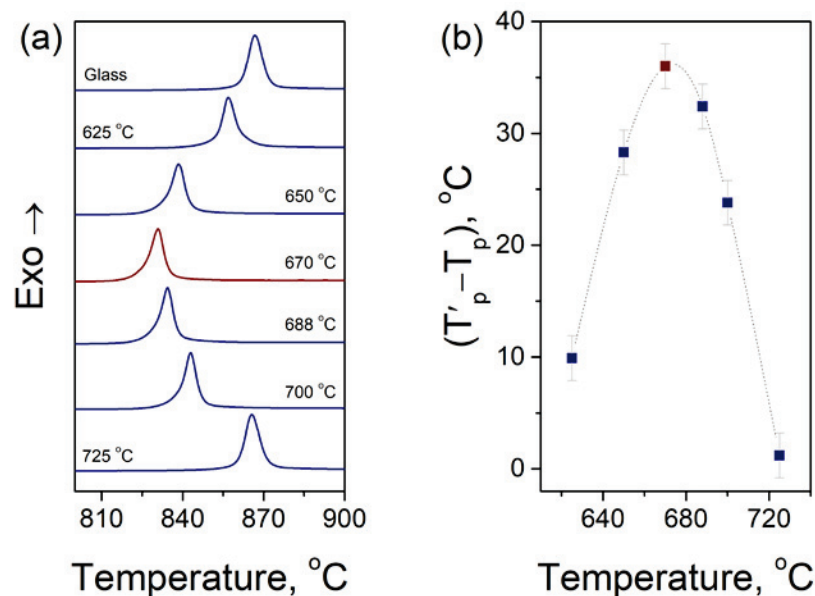 (a)
Glass
625 °C
650 °C
670 °C
688 °C
700 °C
725 °C
Exo →
810 840 870 900
Temperature, °C
(b)
40
30
20
10
0
(T′p – Tp), °C
640 680 720
Temperature, °C